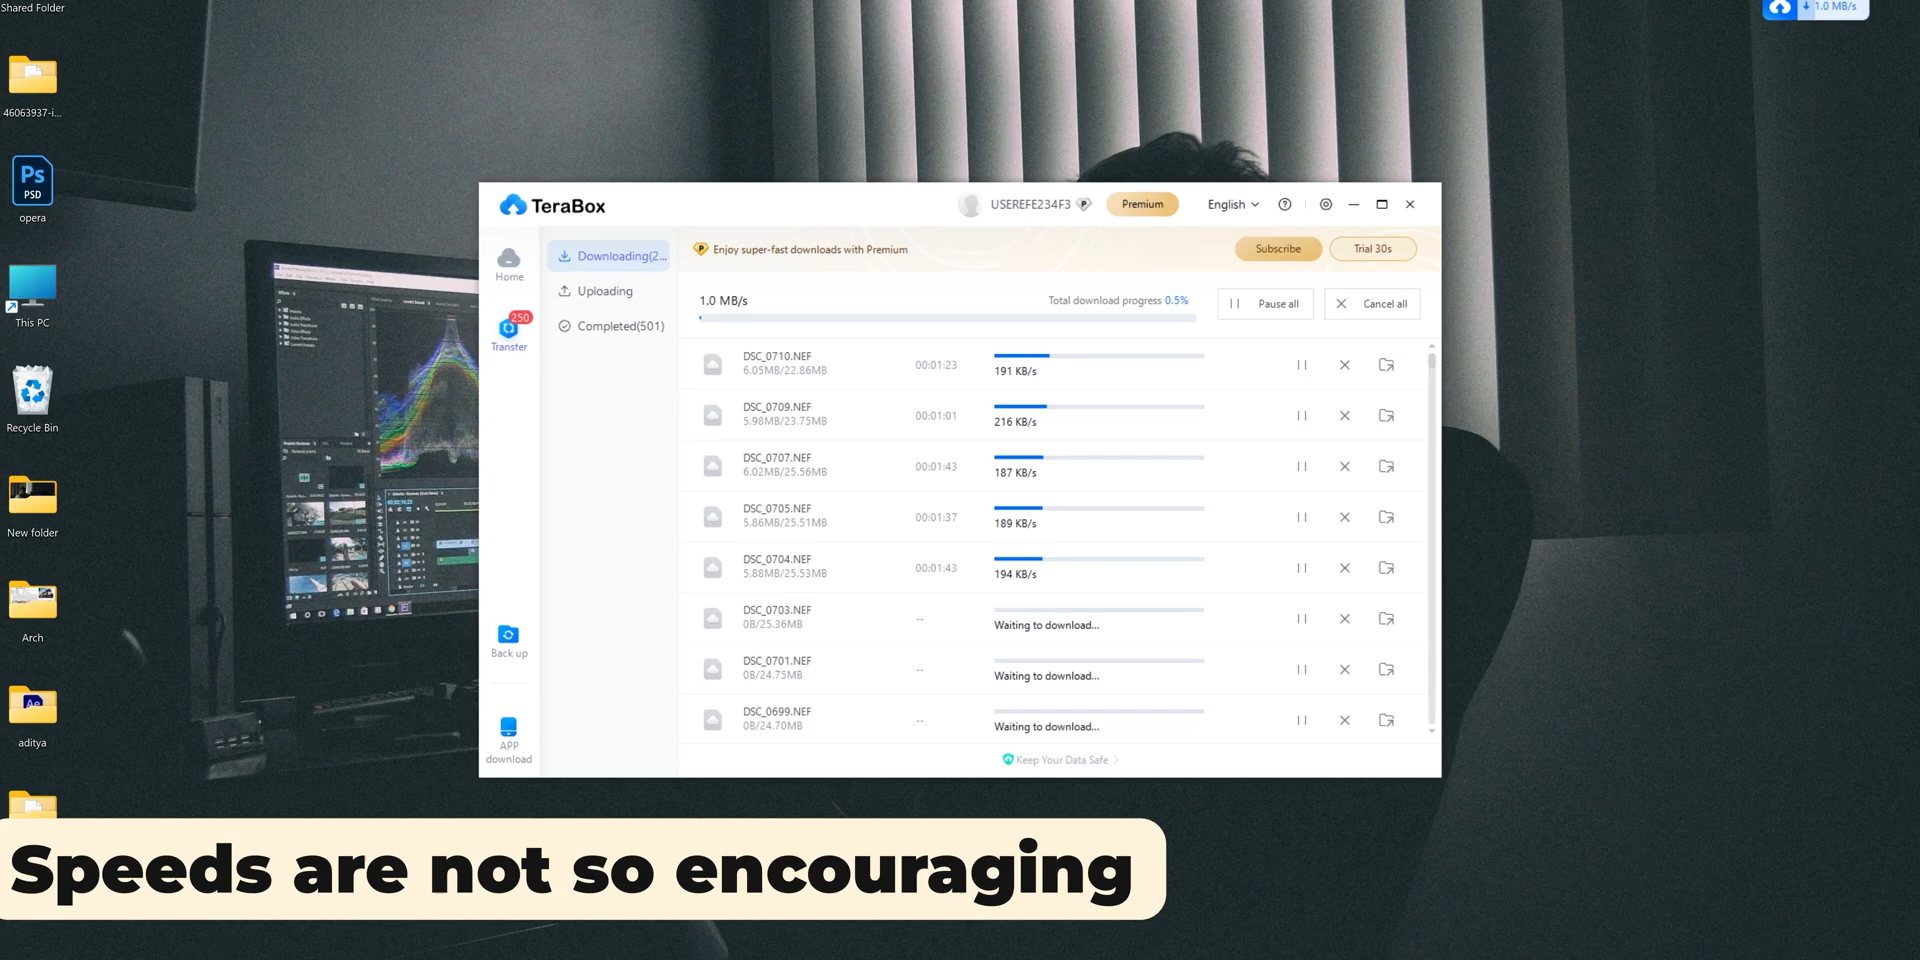 Shared Folder
1.0 MB/s
46063937-i...
Ps
PSD
opera
This PC
Recycle Bin
New folder
Arch
Ae
aditya
TeraBox
USEREFE234F3
P
Premium
English
Home
250
Transfer
Back up
APP
download
Downloading(2...
Uploading
Completed(501)
P Enjoy super-fast downloads with Premium
Subscribe
Trial 30s
1.0 MB/s
Total download progress 0.5%
Pause all
Cancel all
DSC_0710.NEF
6.05MB/22.86MB
00:01:23
191 KB/s
DSC_0709.NEF
5.98MB/23.75MB
00:01:01
216 KB/s
DSC_0707.NEF
6.02MB/25.56MB
00:01:43
187 KB/s
DSC_0705.NEF
5.86MB/25.51MB
00:01:37
189 KB/s
DSC_0704.NEF
5.88MB/25.53MB
00:01:43
194 KB/s
DSC_0703.NEF
0B/25.36MB
--
Waiting to download...
DSC_0701.NEF
0B/24.75MB
--
Waiting to download...
DSC_0699.NEF
0B/24.70MB
--
Waiting to download...
Keep Your Data Safe
Speeds are not so encouraging